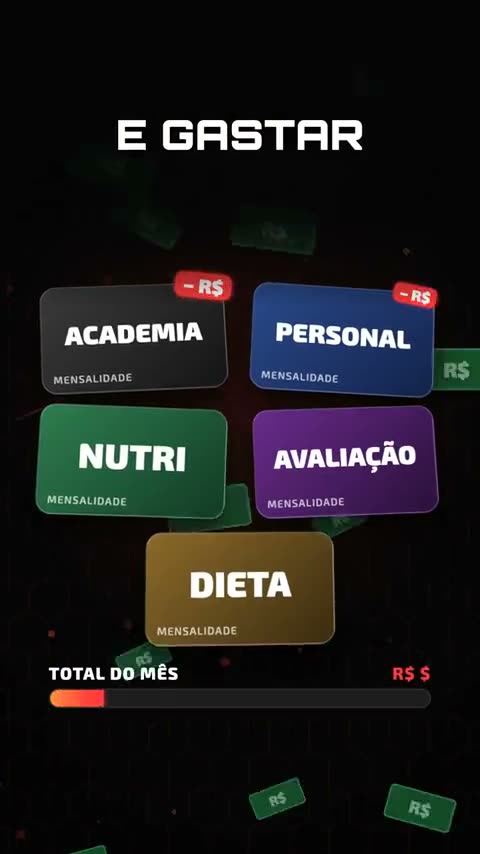 E GASTAR
R$
– R$
– R$
ACADEMIA
MENSALIDADE
PERSONAL
MENSALIDADE
R$
NUTRI
MENSALIDADE
AVALIAÇÃO
MENSALIDADE
DIETA
MENSALIDADE
R$
TOTAL DO MÊS
R$ $
R$
R$